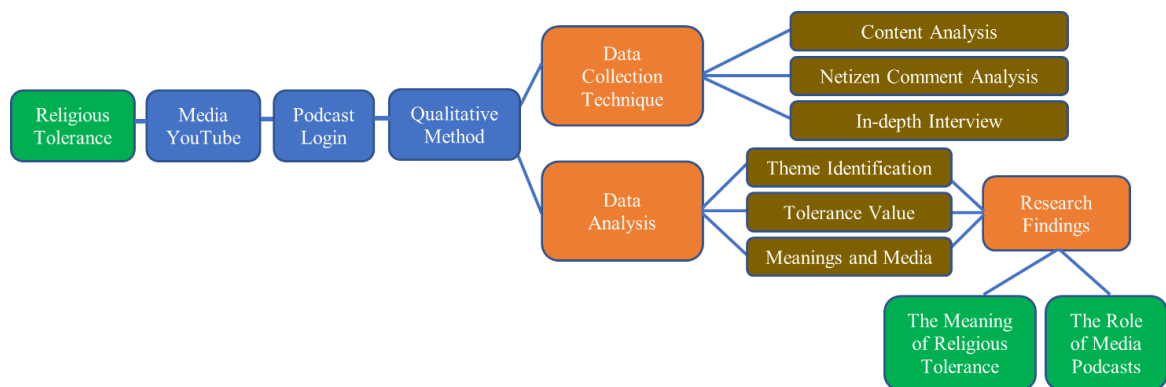 Religious
Tolerance
Media
YouTube
Podcast
Login
Qualitative
Method
Data
Collection
Technique
Content Analysis
Netizen Comment Analysis
In-depth Interview
Data
Analysis
Theme Identification
Tolerance Value
Meanings and Media
Research
Findings
The Meaning
of Religious
Tolerance
The Role
of Media
Podcasts